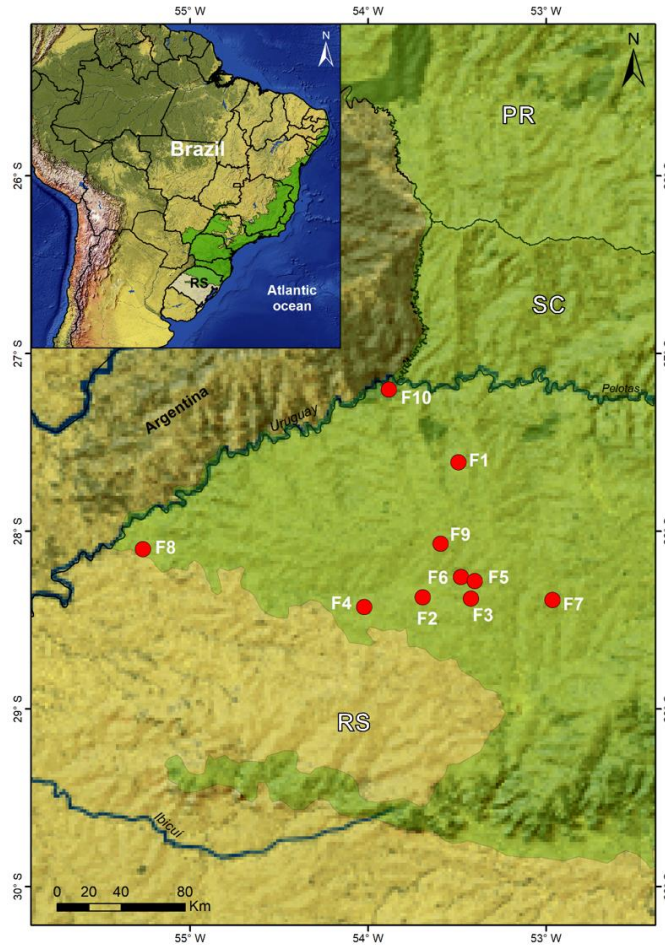 55° W 54° W 53° W
N
N
Brazil
RS
Atlantic
ocean
PR
26° S
SC
27° S
Argentina
Uruguay
Pelotas
F10
F1
28° S
F8
F9
F6
F5
F4
F2
F3
F7
29° S
RS
Ibicuí
30° S
0 20 40 80
Km
55° W 54° W 53° W